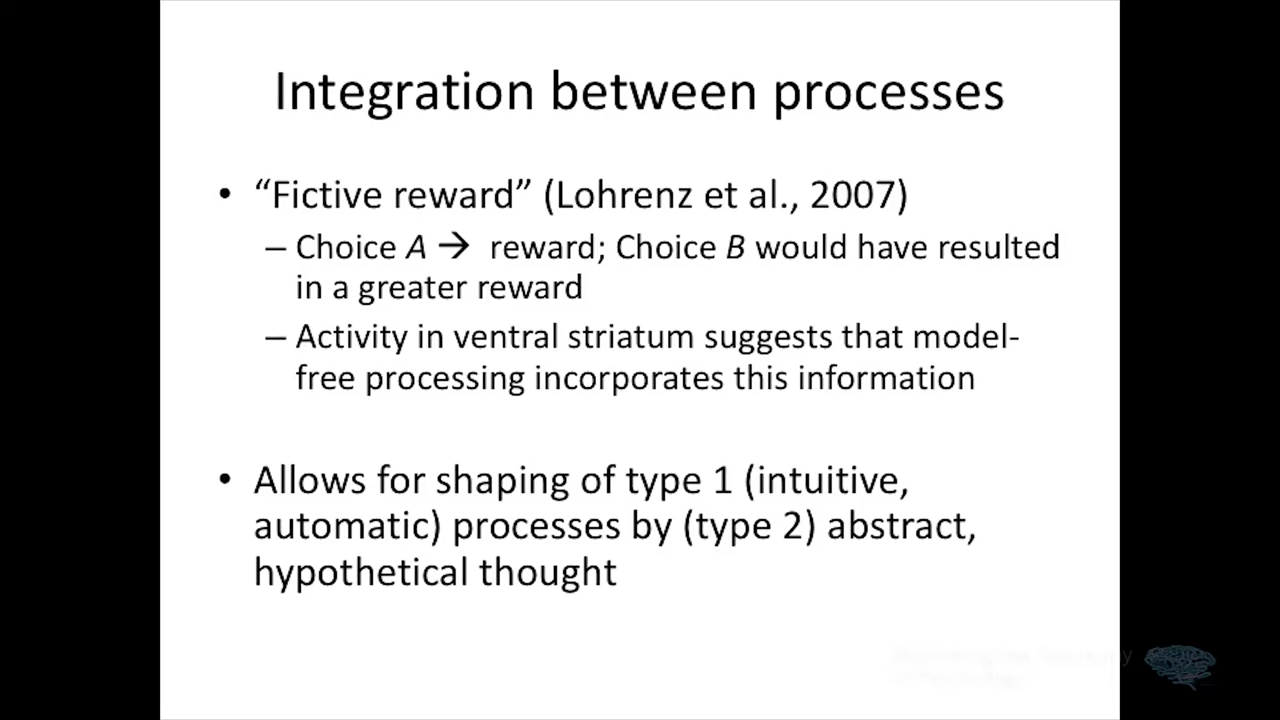 Integration between processes
• “Fictive reward” (Lohrenz et al., 2007)
– Choice A → reward; Choice B would have resulted
in a greater reward
– Activity in ventral striatum suggests that model-
free processing incorporates this information
• Allows for shaping of type 1 (intuitive,
automatic) processes by (type 2) abstract,
hypothetical thought